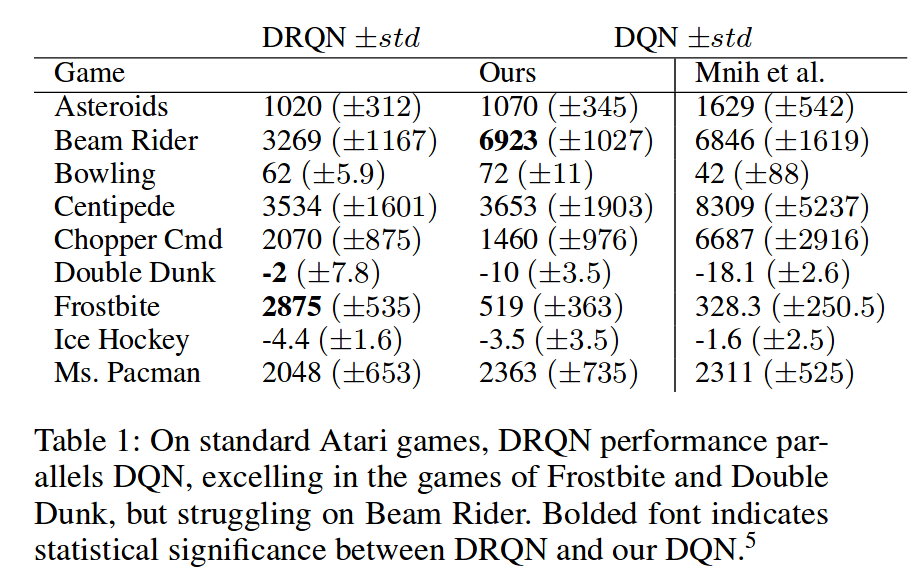 DRQN ±std DQN ±std
Game Ours Mnih et al.
Asteroids 1020 (±312) 1070 (±345) 1629 (±542)
Beam Rider 3269 (±1167) 6923 (±1027) 6846 (±1619)
Bowling 62 (±5.9) 72 (±11) 42 (±88)
Centipede 3534 (±1601) 3653 (±1903) 8309 (±5237)
Chopper Cmd 2070 (±875) 1460 (±976) 6687 (±2916)
Double Dunk -2 (±7.8) -10 (±3.5) -18.1 (±2.6)
Frostbite 2875 (±535) 519 (±363) 328.3 (±250.5)
Ice Hockey -4.4 (±1.6) -3.5 (±3.5) -1.6 (±2.5)
Ms. Pacman 2048 (±653) 2363 (±735) 2311 (±525)
Table 1: On standard Atari games, DRQN performance par-
allels DQN, excelling in the games of Frostbite and Double
Dunk, but struggling on Beam Rider. Bolded font indicates
statistical significance between DRQN and our DQN.⁵